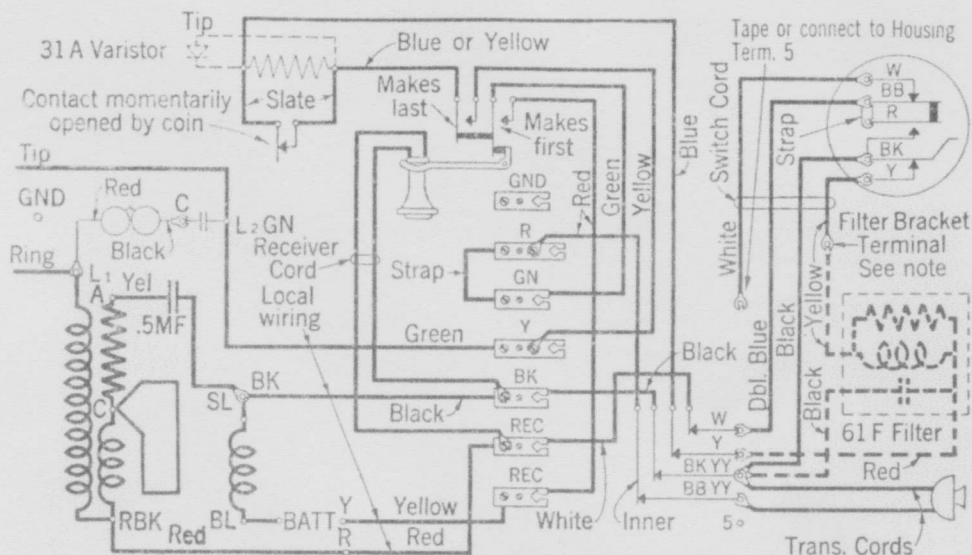 Tip
31 A Varistor
Blue or Yellow
Slate
Contact momentarily
opened by coin
Makes
last
Makes
first
Tape or connect to Housing
Term. 5
W
BB
R
BK
Y
Switch Cord
Strap
Blue
Tip
GND
Red
C
Black
L2 GN
Ring
L1
A
Yel
.5MF
Receiver
Cord
Local
wiring
Strap
GND
R
GN
Y
Red
Green
Yellow
Green
White
Dbl. Blue
Black
Yellow
Black
Filter Bracket
Terminal
See note
61 F Filter
Red
BK
SL
Black
BK
Black
REC
REC
C
RBK
Red
BL
BATT
Y
R
Yellow
Red
White
Inner
W
Y
BK YY
BB YY
5
Trans. Cords